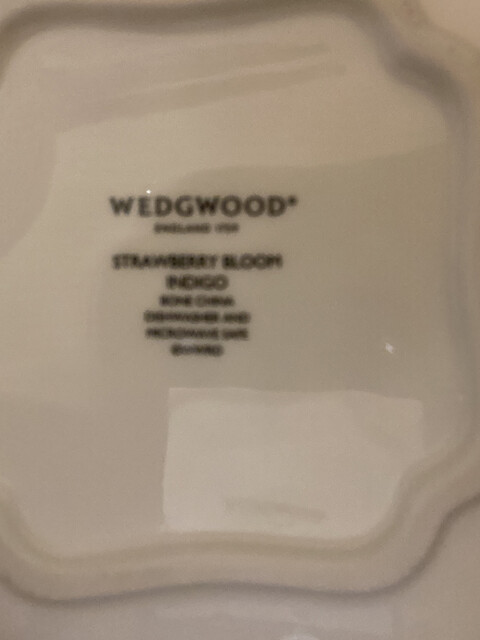 WEDGWOOD®
ENGLAND 1759
STRAWBERRY BLOOM
INDIGO
BONE CHINA
DISHWASHER AND
MICROWAVE SAFE